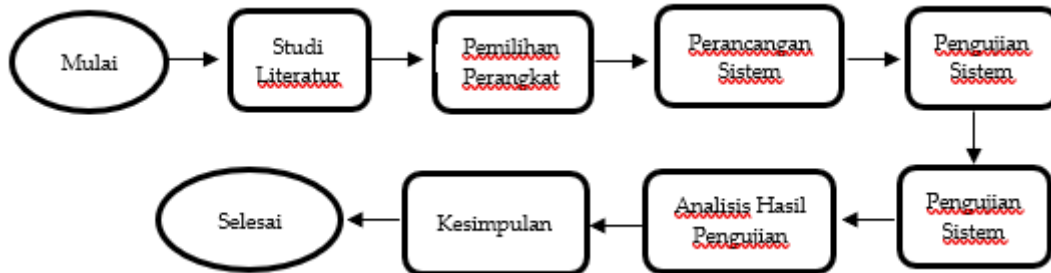 Mulai
Studi
Literatur
Pemilihan
Perangkat
Perancangan
Sistem
Pengujian
Sistem
Pengujian
Sistem
Analisis Hasil
Pengujian
Kesimpulan
Selesai